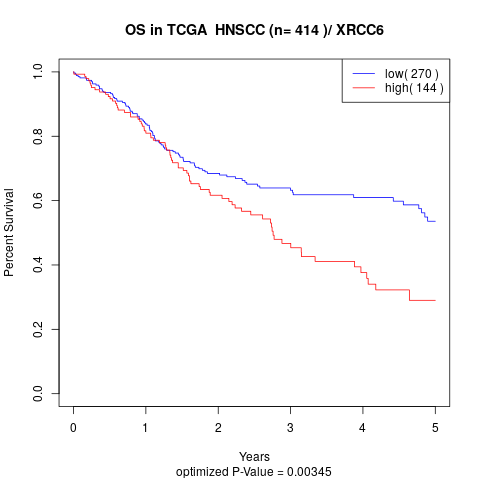 OS in TCGA  HNSCC (n= 414 )/ XRCC6
low( 270 )
high( 144 )
Percent Survival
1.0
0.8
0.6
0.4
0.2
0.0
0 1 2 3 4 5
Years
optimized P-Value = 0.00345